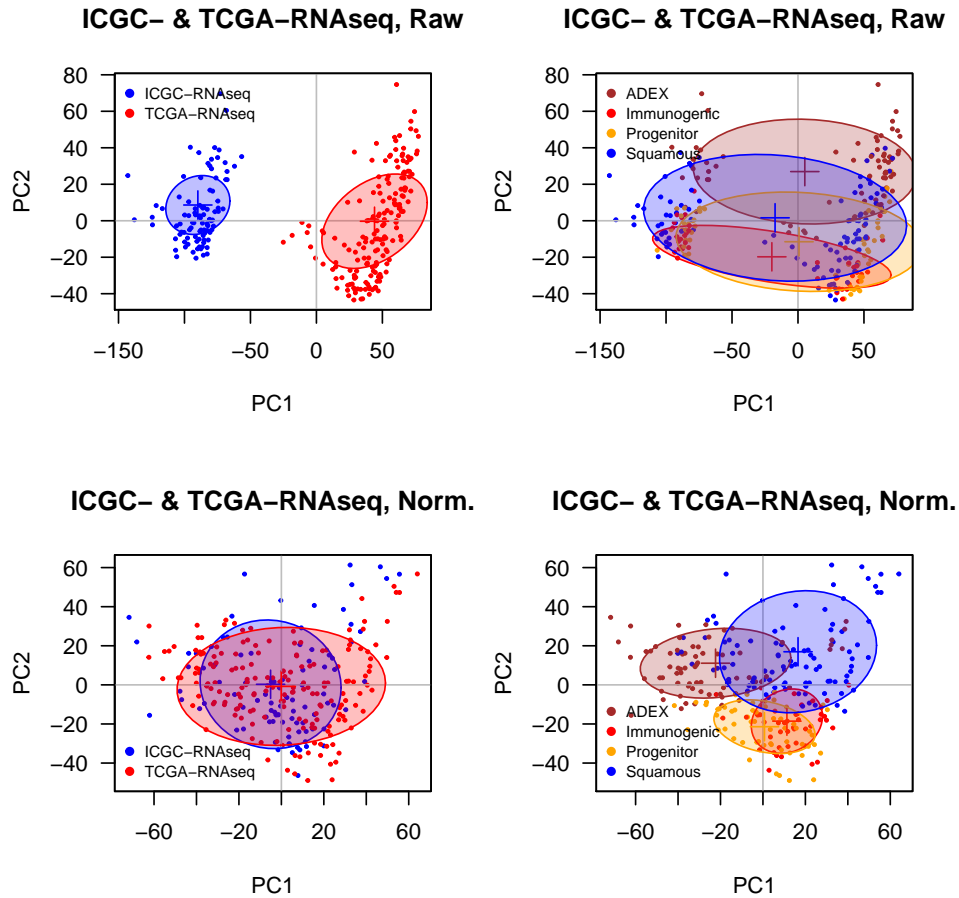 ICGC− & TCGA−RNAseq, Raw
80
60
40
20
0
−20
−40
PC2
ICGC−RNAseq
TCGA−RNAseq
−150
−50
0
50
PC1
ICGC− & TCGA−RNAseq, Raw
80
60
40
20
0
−20
−40
PC2
ADEX
Immunogenic
Progenitor
Squamous
−150
−50
0
50
PC1
ICGC− & TCGA−RNAseq, Norm.
60
40
20
0
−20
−40
PC2
ICGC−RNAseq
TCGA−RNAseq
−60
−20
20
60
PC1
ICGC− & TCGA−RNAseq, Norm.
60
40
20
0
−20
−40
PC2
ADEX
Immunogenic
Progenitor
Squamous
−60
−20
20
60
PC1